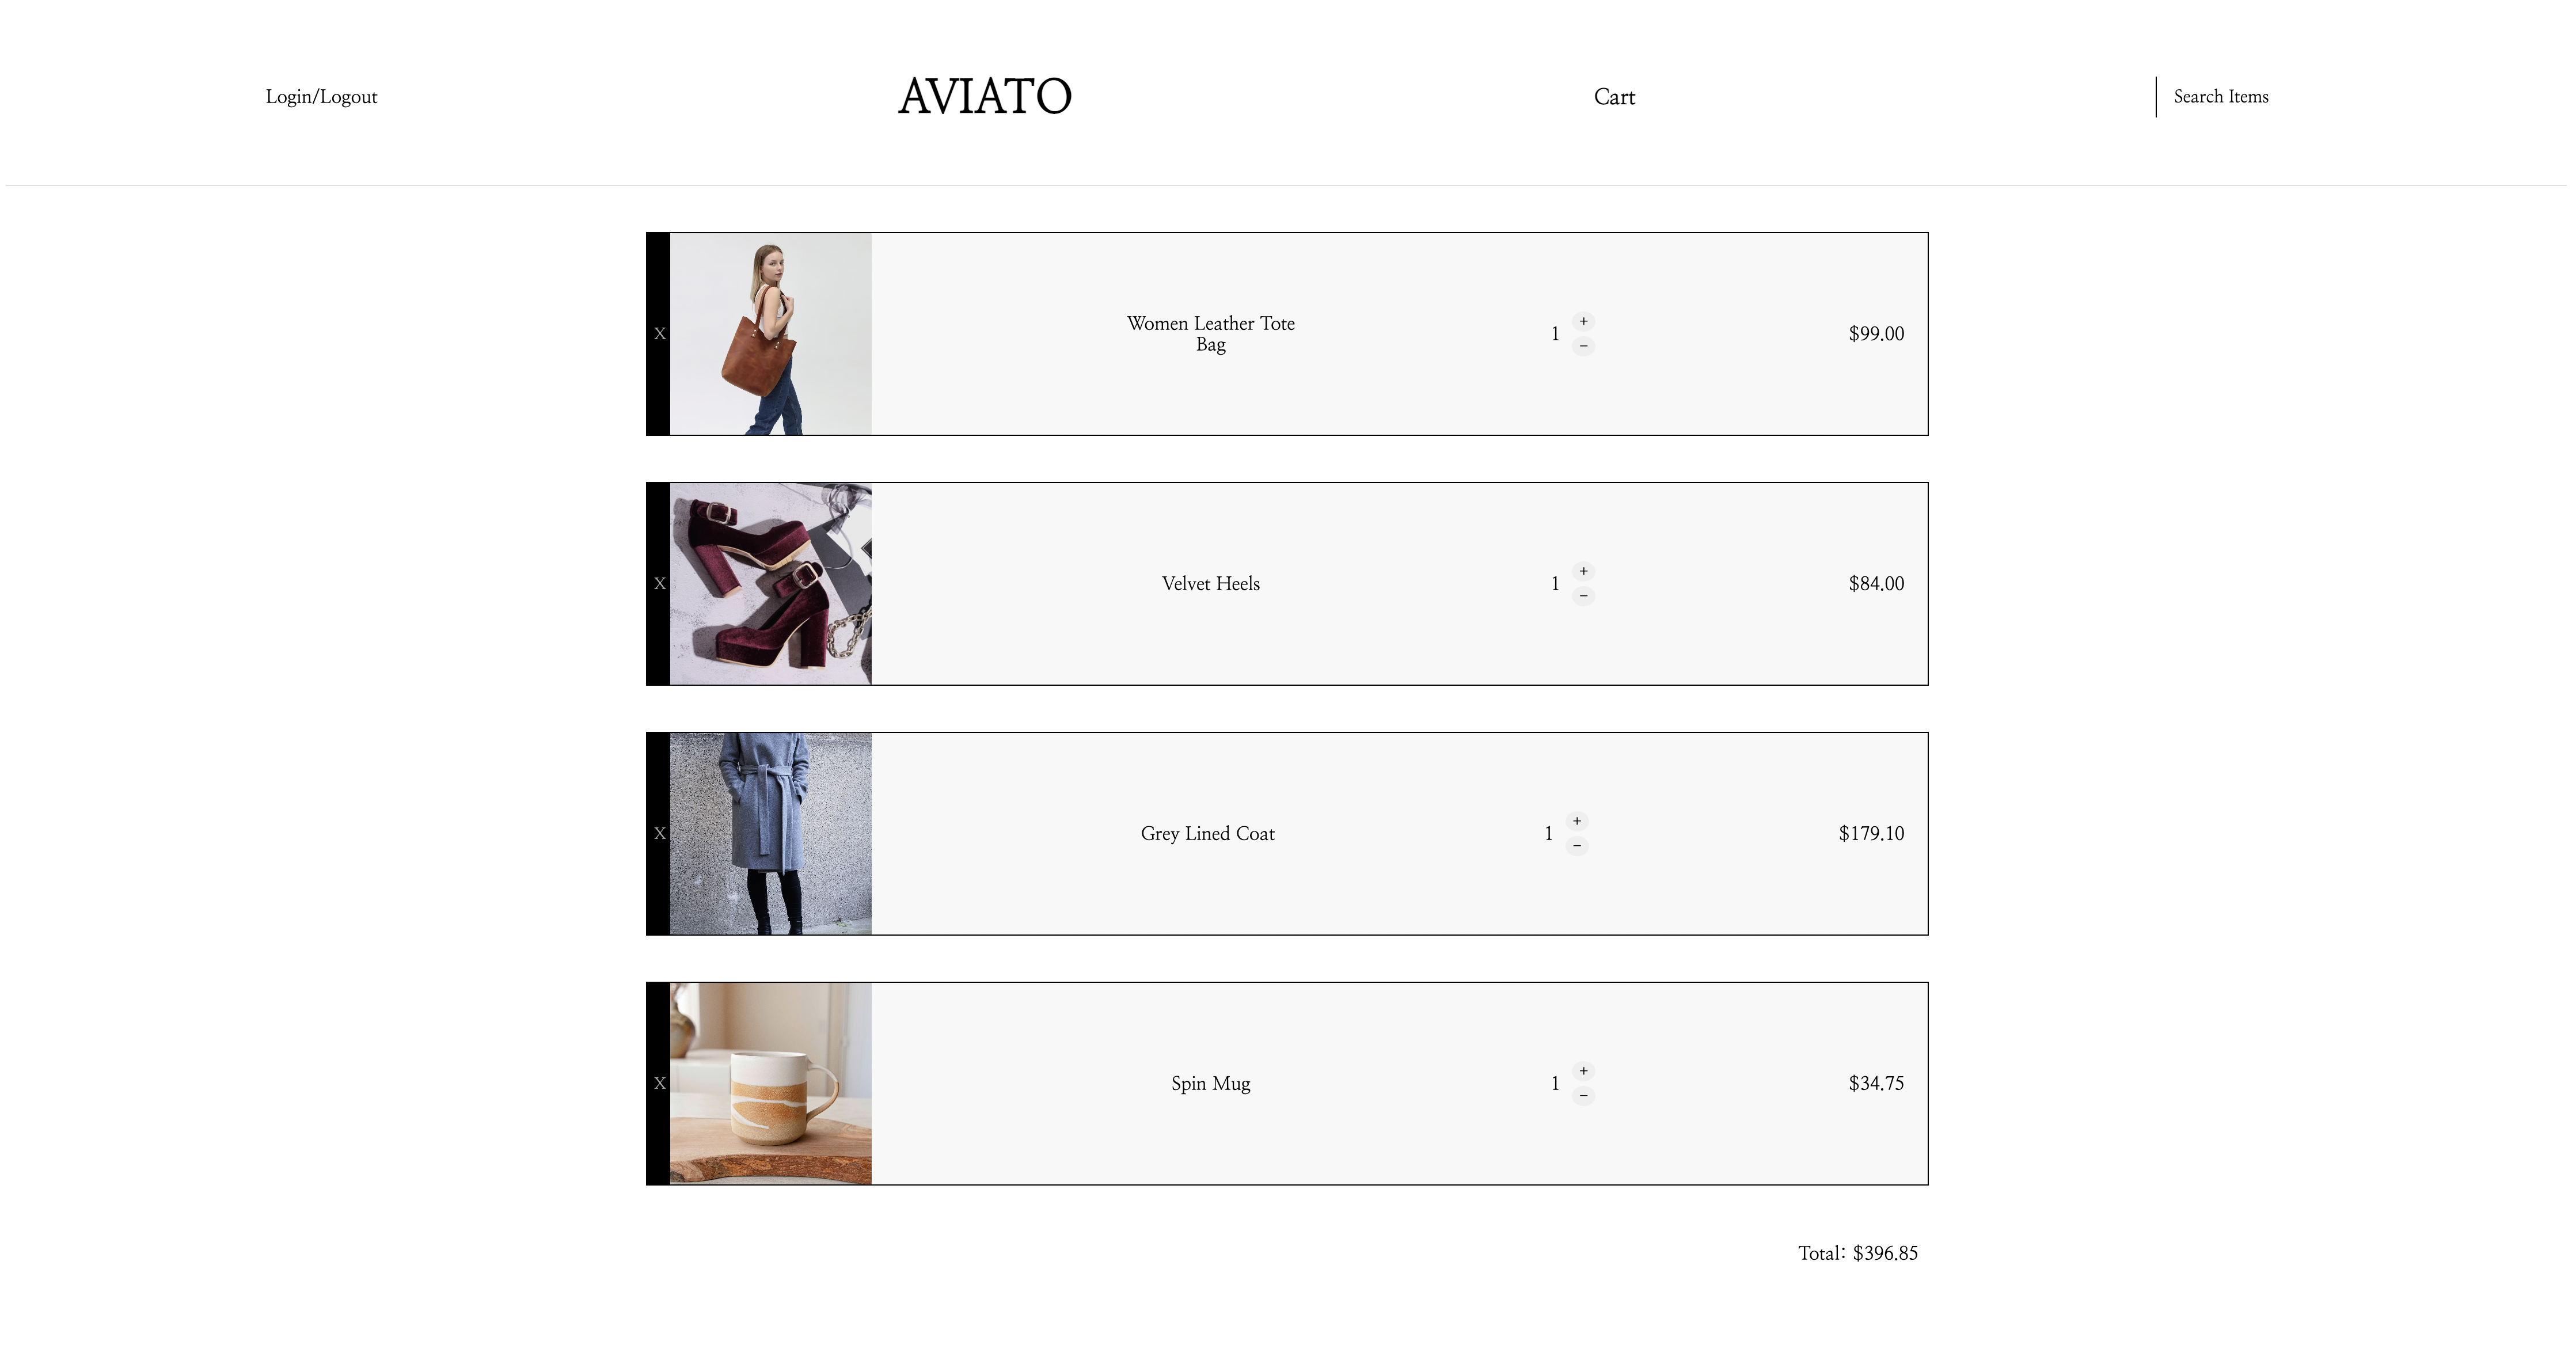 Login/Logout
AVIATO
Cart
Search Items
X
Women Leather Tote
Bag
1
+
−
$99.00
X
Velvet Heels
1
+
−
$84.00
X
Grey Lined Coat
1
+
−
$179.10
X
Spin Mug
1
+
−
$34.75
Total: $396.85